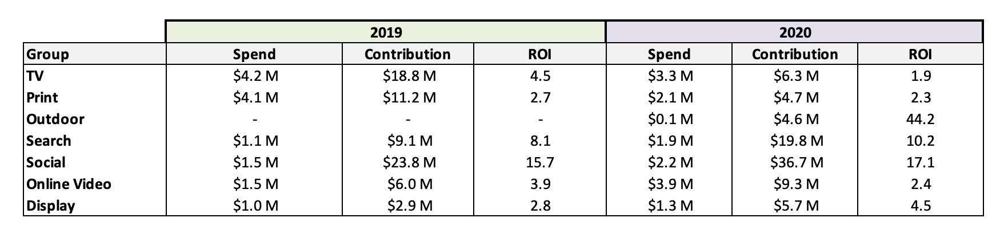 2019 2020
Group Spend Contribution ROI Spend Contribution ROI
TV $4.2 M $18.8 M 4.5 $3.3 M $6.3 M 1.9
Print $4.1 M $11.2 M 2.7 $2.1 M $4.7 M 2.3
Outdoor - - - $0.1 M $4.6 M 44.2
Search $1.1 M $9.1 M 8.1 $1.9 M $19.8 M 10.2
Social $1.5 M $23.8 M 15.7 $2.2 M $36.7 M 17.1
Online Video $1.5 M $6.0 M 3.9 $3.9 M $9.3 M 2.4
Display $1.0 M $2.9 M 2.8 $1.3 M $5.7 M 4.5